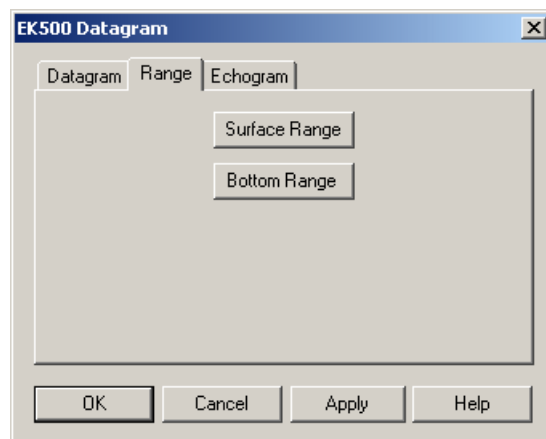 EK500 Datagram
Datagram Range Echogram
Surface Range
Bottom Range
OK Cancel Apply Help